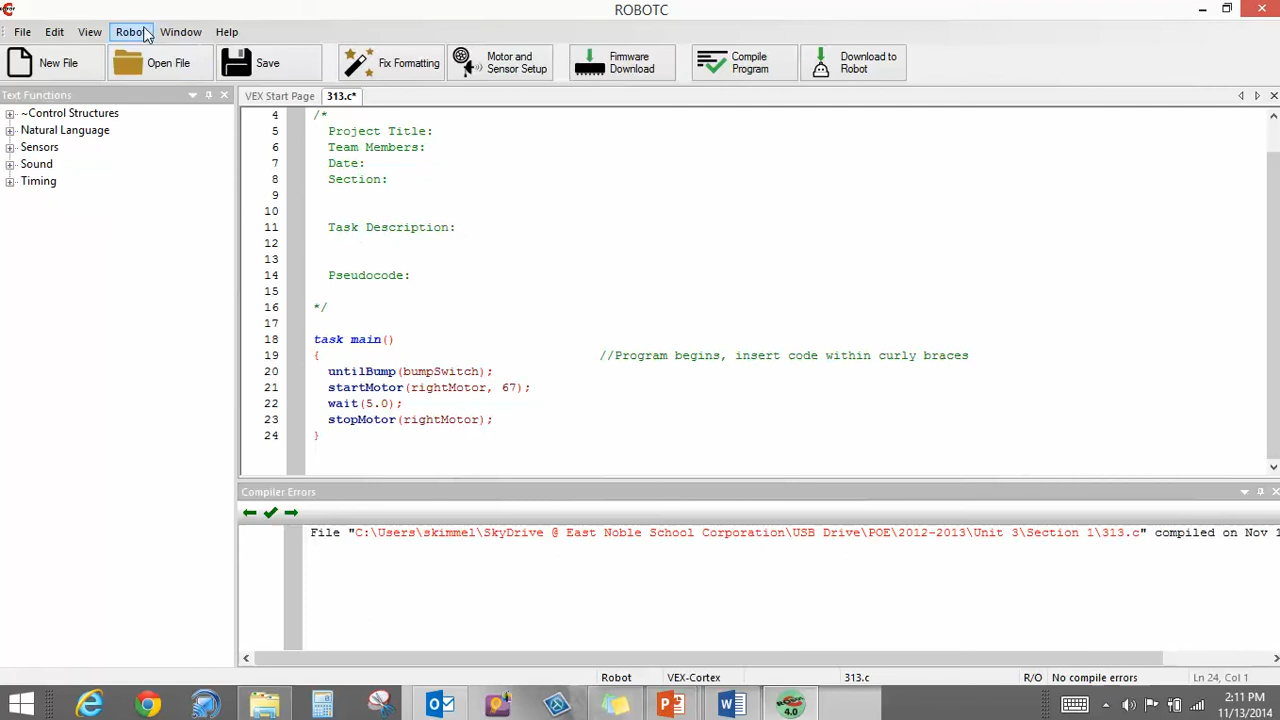 ROBOTC
File Edit View Robot Window Help
New File Open File Save Fix Formatting Motor and Sensor Setup Firmware Download Compile Program Download to Robot
Text Functions
~Control Structures
Natural Language
Sensors
Sound
Timing
VEX Start Page 313.c*
4 /*
5 Project Title:
6 Team Members:
7 Date:
8 Section:
9
10
11 Task Description:
12
13
14 Pseudocode:
15
16 */
17
18 task main()
19 { //Program begins, insert code within curly braces
20 untilBump(bumpSwitch);
21 startMotor(rightMotor, 67);
22 wait(5.0);
23 stopMotor(rightMotor);
24 }
Compiler Errors
File "C:\Users\skimmel\SkyDrive @ East Noble School Corporation\USB Drive\POE\2012-2013\Unit 3\Section 1\313.c" compiled on Nov 1
Robot VEX-Cortex 313.c R/O No compile errors Ln 24, Col 1
4.0
2:11 PM
11/13/2014